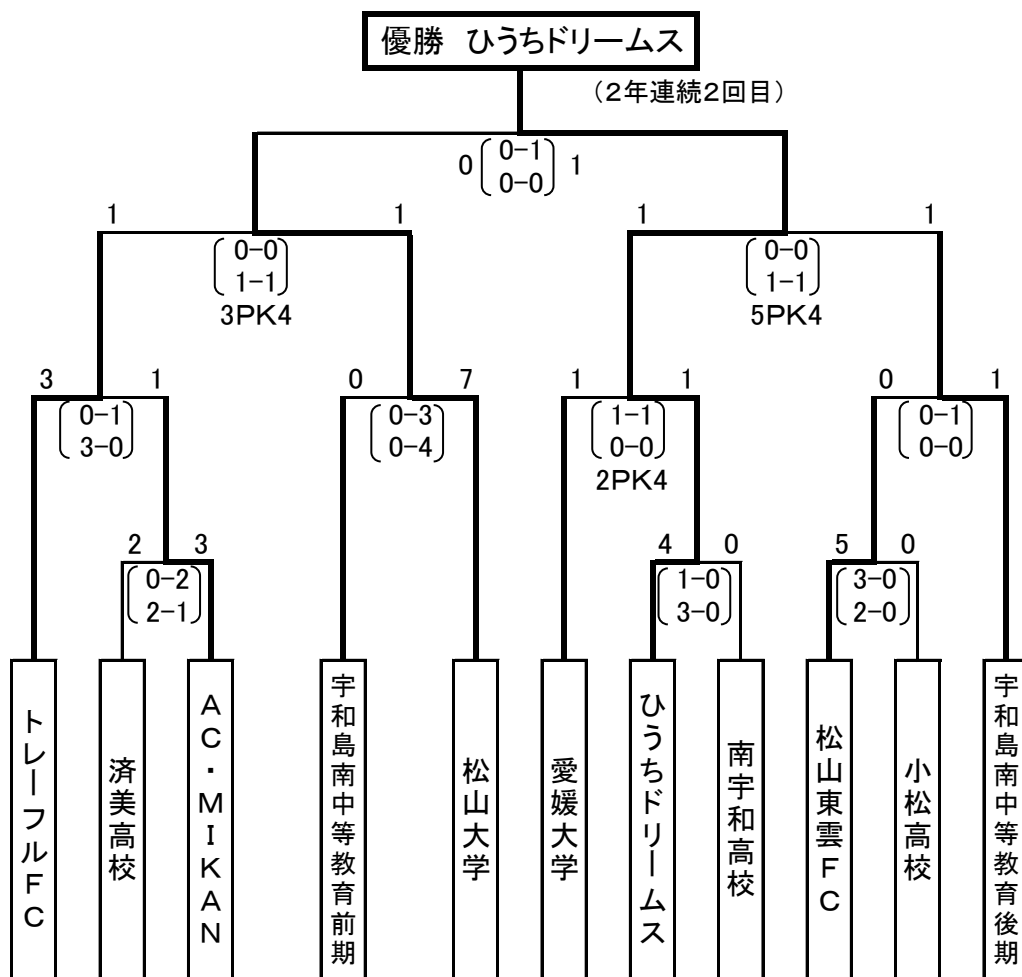 優勝 ひうちドリームス
（２年連続２回目）
0 0-1 1
0-0
1 1 1 1
0-0 0-0
1-1 1-1
3PK4 5PK4
3 1 0 7 1 1 0 1
0-1 0-3 1-1 0-1
3-0 0-4 0-0 0-0
2PK4
2 3 4 0 5 0
0-2 1-0 3-0
2-1 3-0 2-0
トレーフルＦＣ
済美高校
ＡＣ・ＭＩＫＡＮ
宇和島南中等教育前期
松山大学
愛媛大学
ひうちドリームス
南宇和高校
松山東雲ＦＣ
小松高校
宇和島南中等教育後期